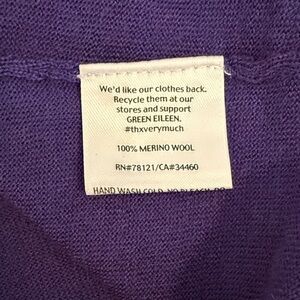 We'd like our clothes back.
Recycle them at our
stores and support
GREEN EILEEN.
#thxverymuch
100% MERINO WOOL
RN#78121/CA#34460
HAND WASH COLD, NO BLEACH, DO